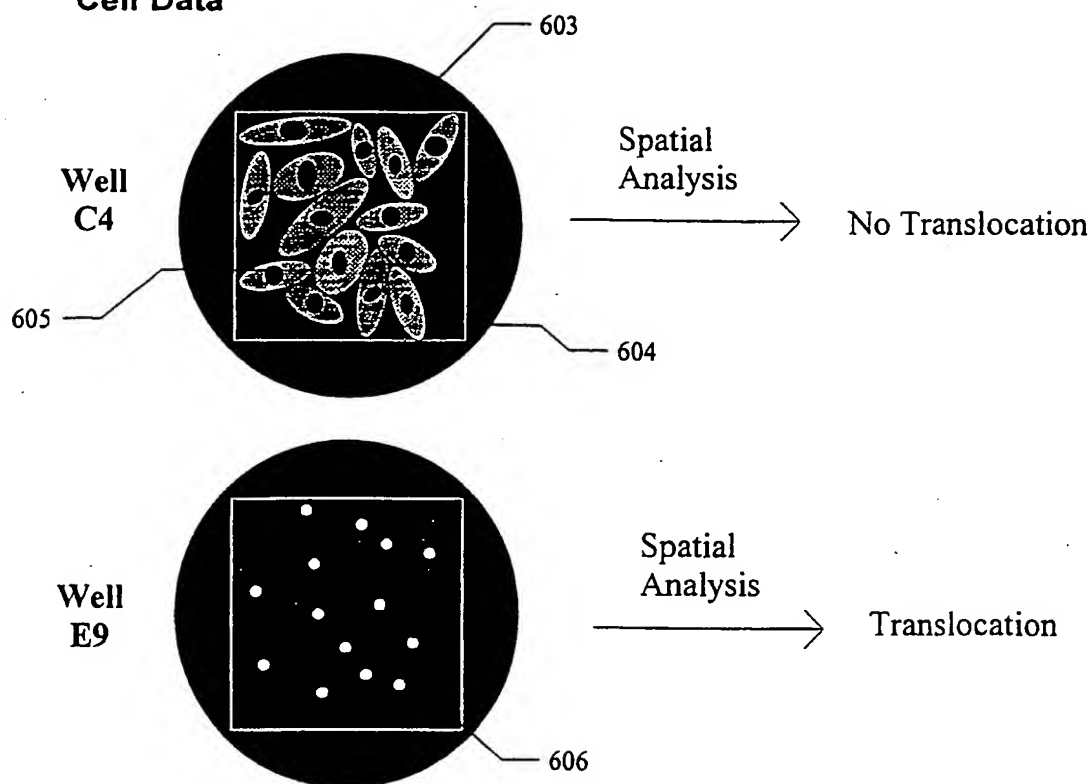 Cell Data
603
Spatial
Analysis
Well
C4
No Translocation
605
604
Spatial
Analysis
Well
E9
Translocation
606